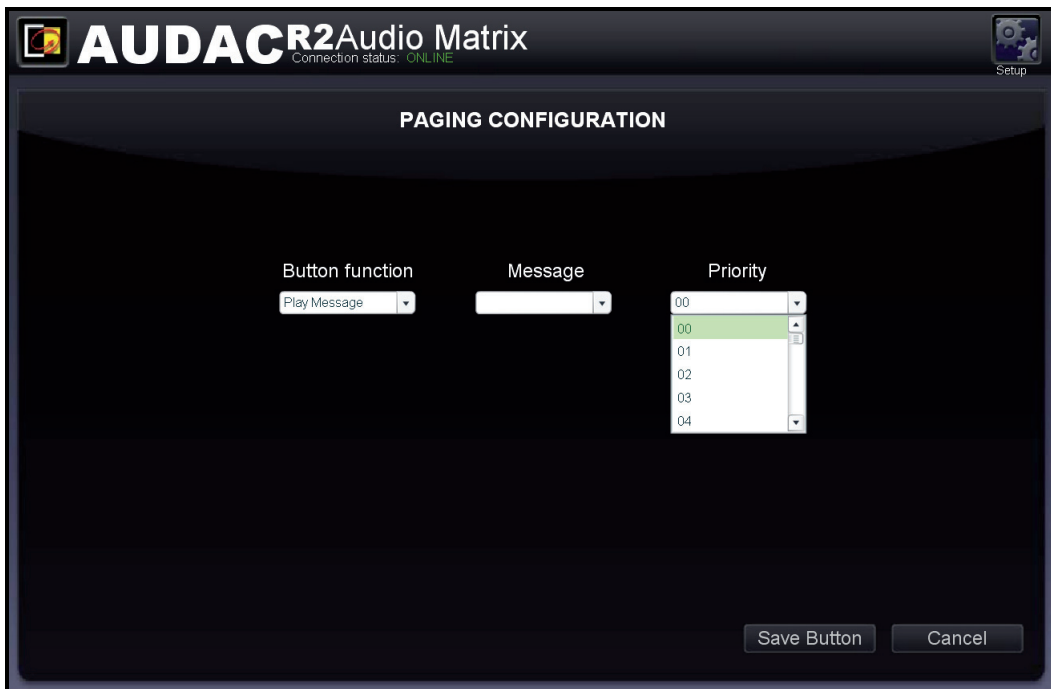 AUDAC R2 Audio Matrix
Connection status: ONLINE
Setup
PAGING CONFIGURATION
Button function Message Priority
Play Message 00
00
01
02
03
04
Save Button Cancel